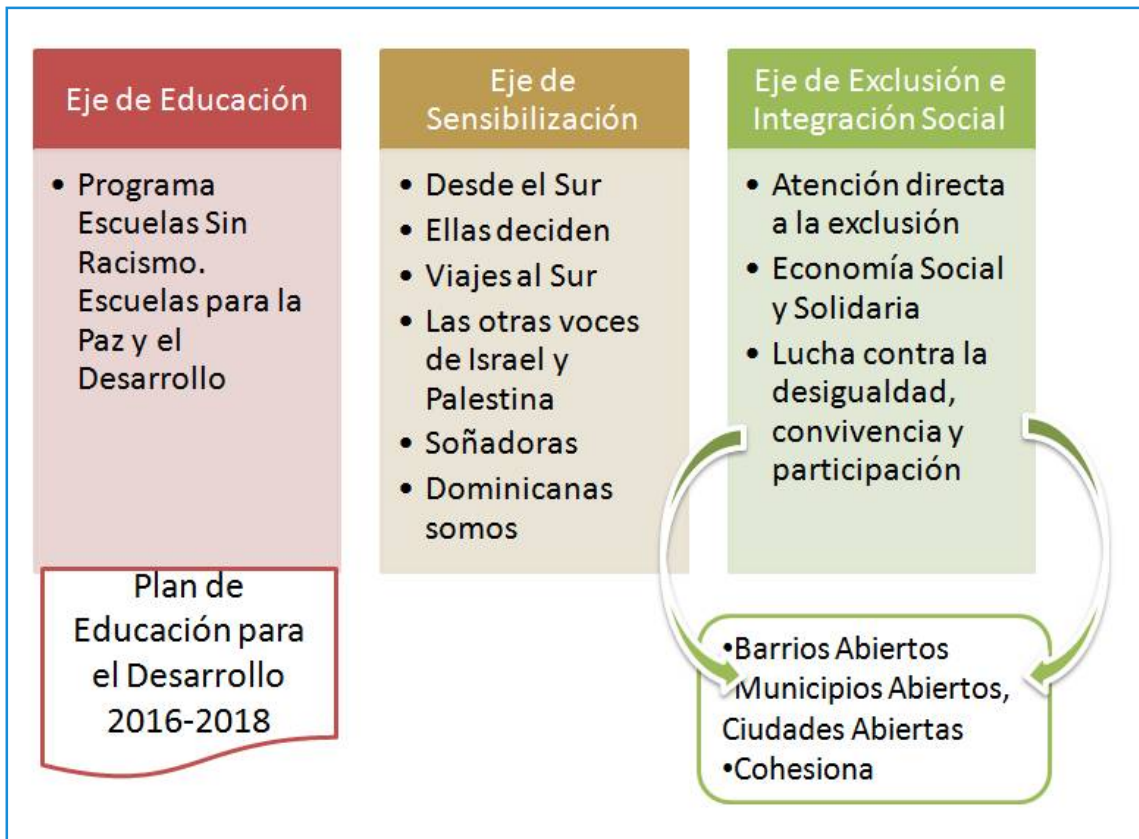 Eje de Educación
• Programa
Escuelas Sin
Racismo.
Escuelas para la
Paz y el
Desarrollo
Plan de
Educación para
el Desarrollo
2016-2018
Eje de
Sensibilización
• Desde el Sur
• Ellas deciden
• Viajes al Sur
• Las otras voces
de Israel y
Palestina
• Soñadoras
• Dominicanas
somos
Eje de Exclusión e
Integración Social
• Atención directa
a la exclusión
• Economía Social
y Solidaria
• Lucha contra la
desigualdad,
convivencia y
participación
•Barrios Abiertos
•Municipios Abiertos,
Ciudades Abiertas
•Cohesiona